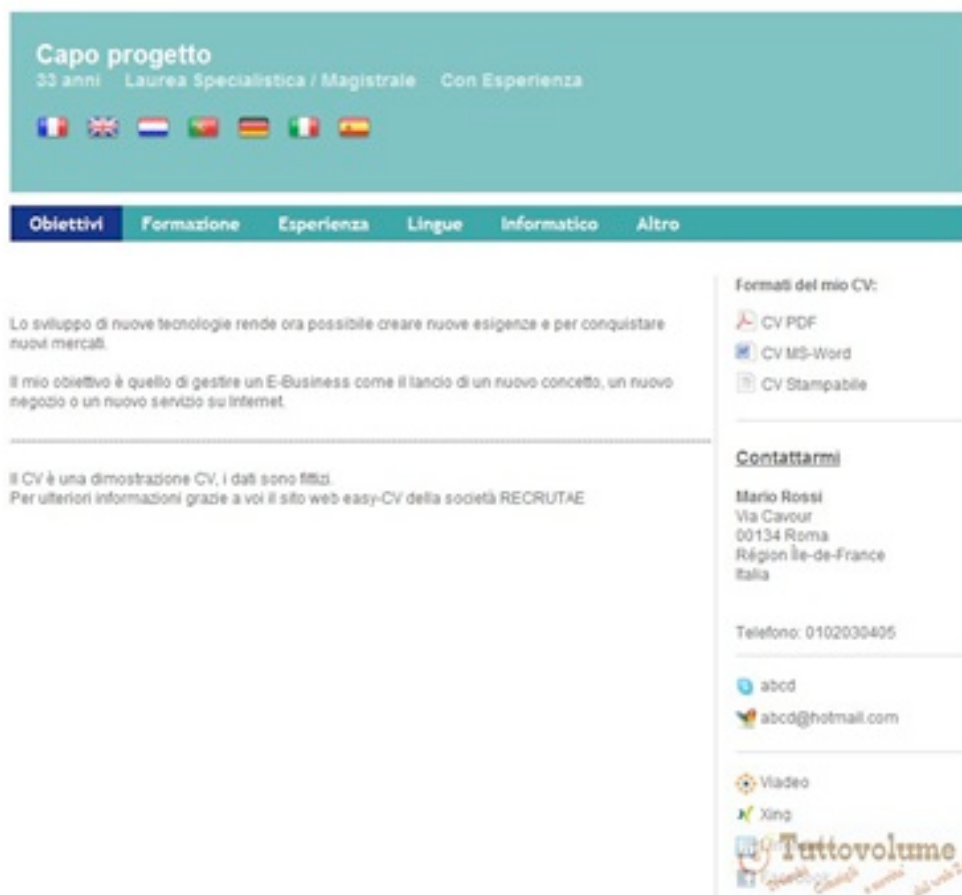 Capo progetto
33 anni Laurea Specialistica / Magistrale Con Esperienza
Obiettivi Formazione Esperienza Lingue Informatico Altro
Lo sviluppo di nuove tecnologie rende ora possibile creare nuove esigenze e per conquistare
nuovi mercati.
Il mio obiettivo è quello di gestire un E-Business come il lancio di un nuovo concetto, un nuovo
negozio o un nuovo servizio su Internet.
Il CV è una dimostrazione CV, i dati sono fittizi.
Per ulteriori informazioni grazie a voi il sito web easy-CV della società RECRUTAE
Formati del mio CV:
CV PDF
CV MS-Word
CV Stampabile
Contattarmi
Mario Rossi
Via Cavour
00134 Roma
Région Île-de-France
Italia
Telefono: 0102030405
abcd
abcd@hotmail.com
Viadeo
Xing
Tuttovolume
Facebook